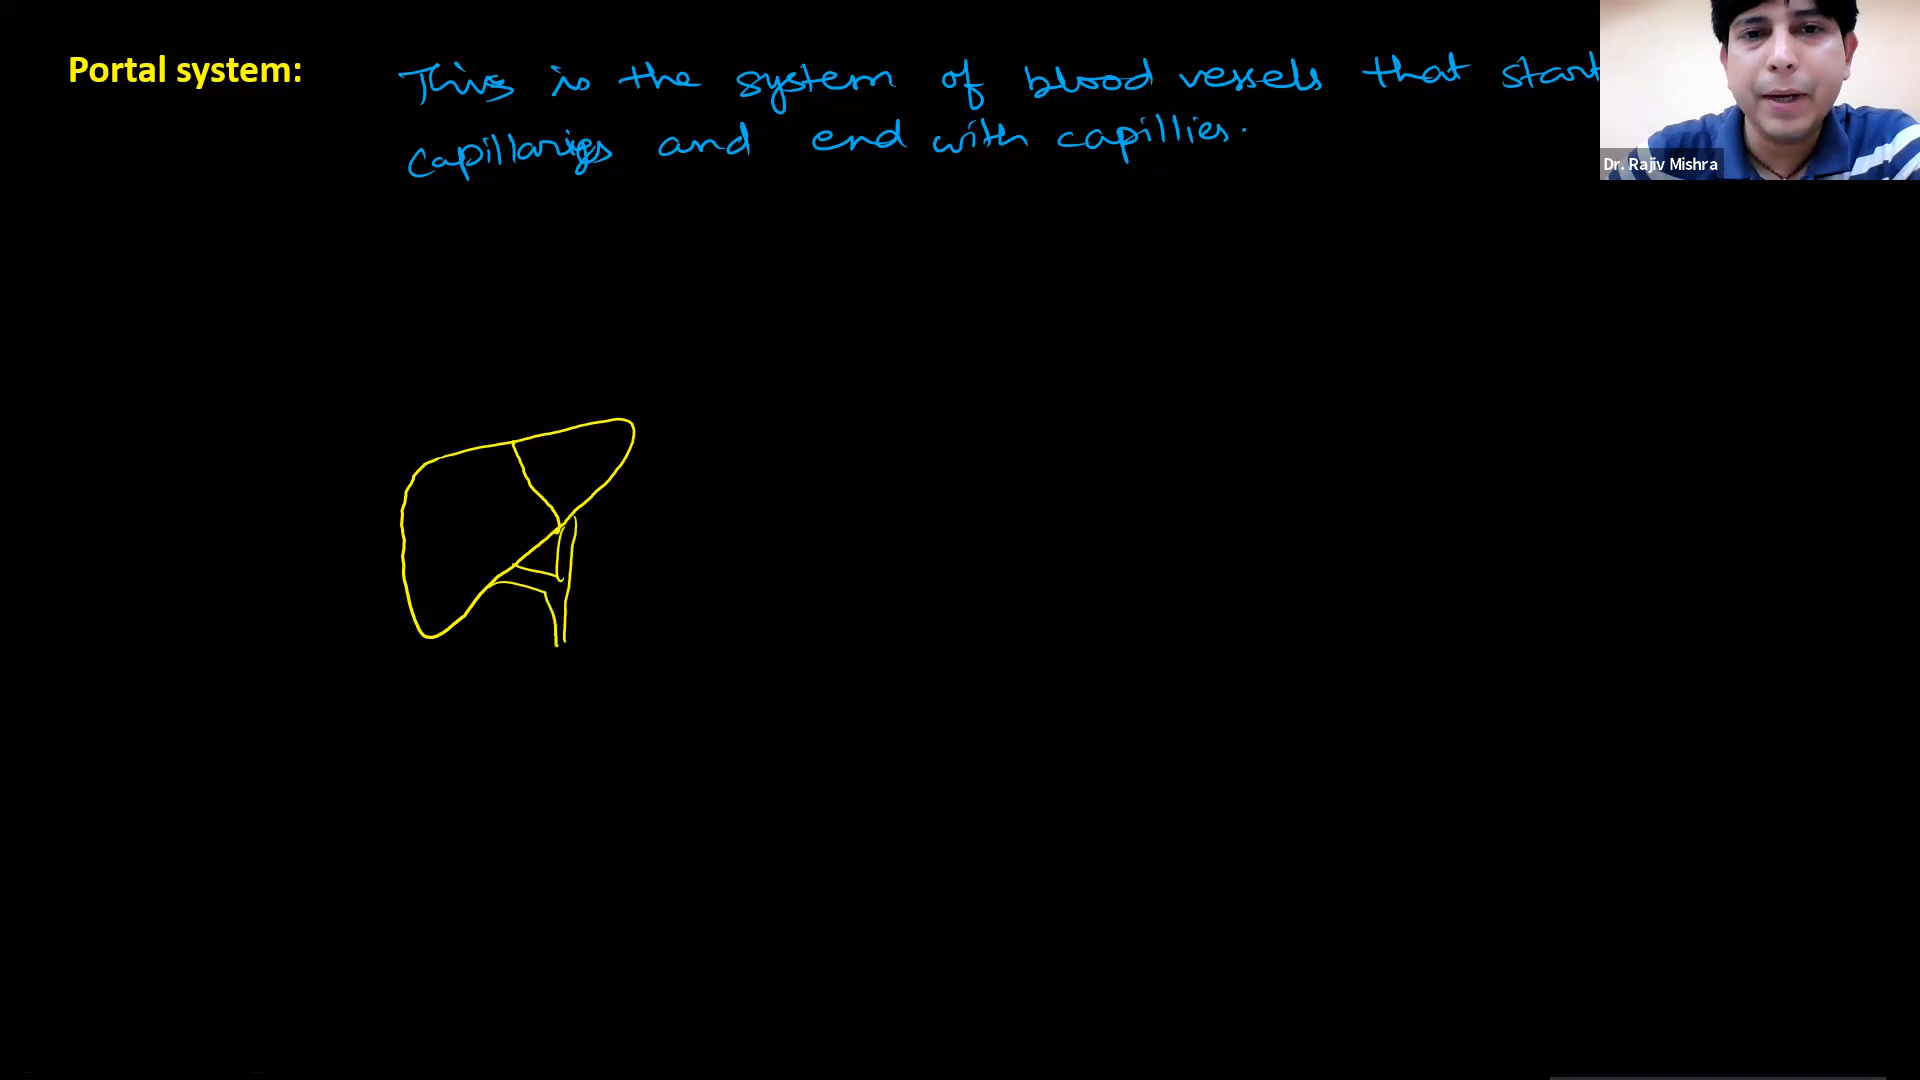 Portal system: This is the system of blood vessels that start
capillaries and end with capillies.
Dr. Rajiv Mishra